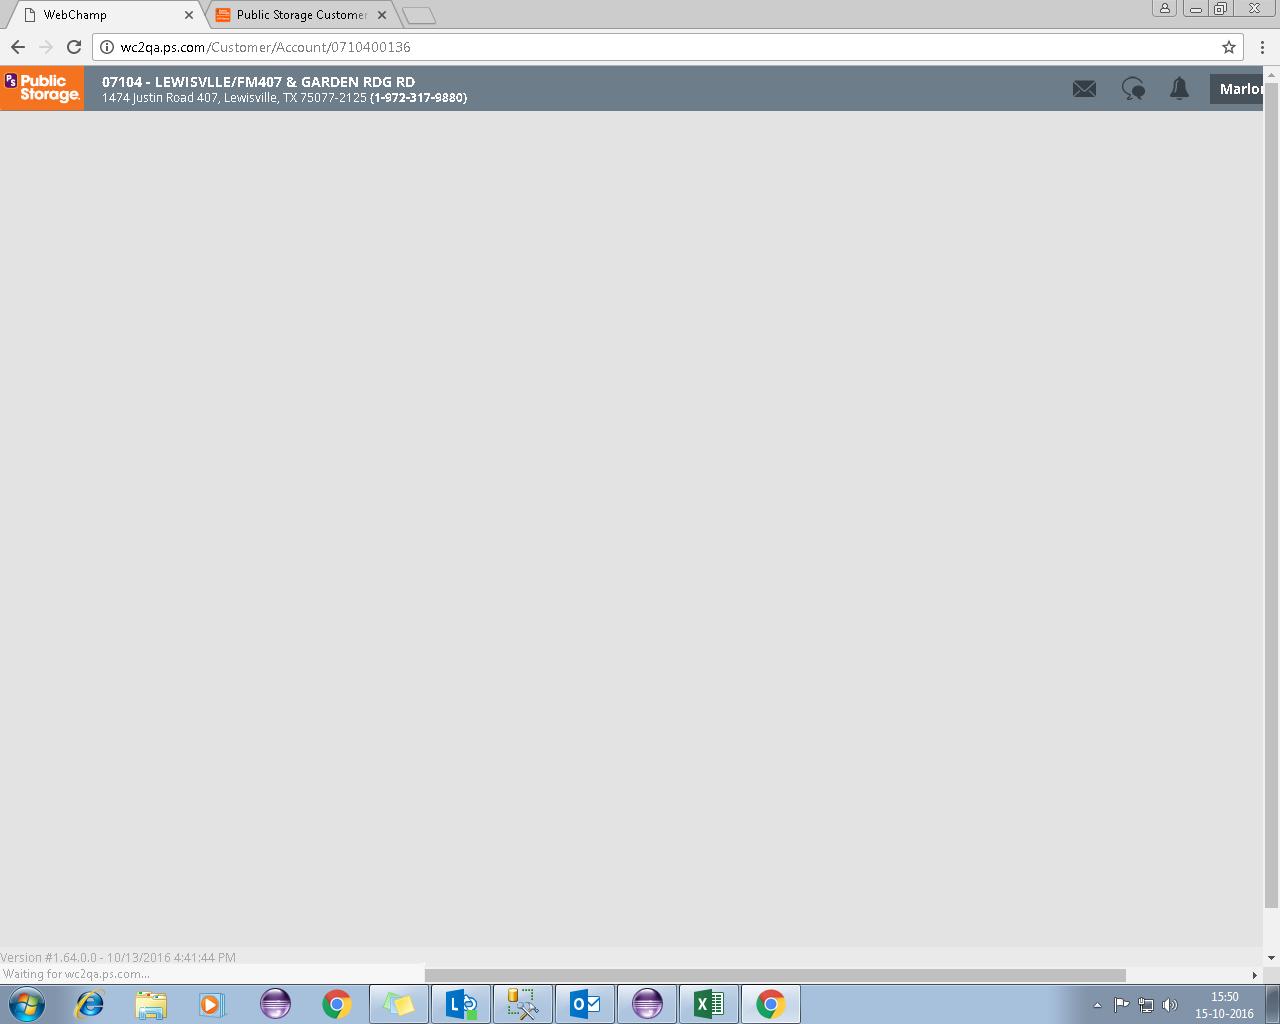 WebChamp
Public Storage Customer
wc2qa.ps.com/Customer/Account/0710400136
PS Public
Storage.
07104 - LEWISVLLE/FM407 & GARDEN RDG RD
1474 Justin Road 407, Lewisville, TX 75077-2125 (1-972-317-9880)
Marlon
Version #1.64.0.0 - 10/13/2016 4:41:44 PM
Waiting for wc2qa.ps.com...
15:50
15-10-2016